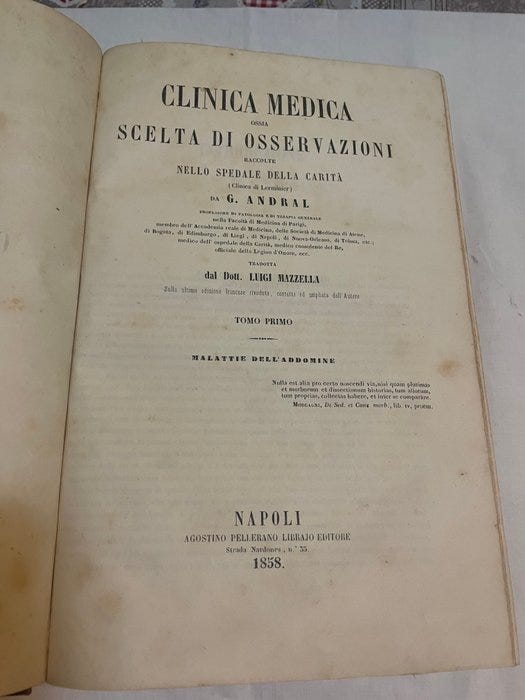 CLINICA MEDICA
OSSIA
SCELTA DI OSSERVAZIONI
RACCOLTE
NELLO SPEDALE DELLA CARITÀ
(Clinica di Lerminier)
DA G. ANDRAL
PROFESSORE DI PATOLOGIA E DI TERAPIA GENERALE
nella Facoltà di Medicina di Parigi,
membro dell'Accademia reale di Medicina, delle Società di Medicina di Atene,
di Bogota, di Edimburgo, di Liegi, di Napoli, di Nuova-Orleans, di Trieste, etc.;
medico dell'ospedale della Carità, medico consulente del Re,
officiale della Legion d'Onore, ecc.
TRADOTTA
dal Dott. LUIGI MAZZELLA
Sulla ultima edizione francese riveduta, corretta ed ampliata dall'Autore
TOMO PRIMO
MALATTIE DELL'ADDOMINE
Nulla est alia pro certo noscendi via, nisi quam plurimas
et morborum et dissectionum historias, tum aliorum,
tum proprias, collectas habere, et inter se comparare.
MORGAGNI, De Sed. et Caus. morb., lib. IV, proem.
NAPOLI
AGOSTINO PELLERANO LIBRAJO EDITORE
Strada Nardones, n.° 55
1858.